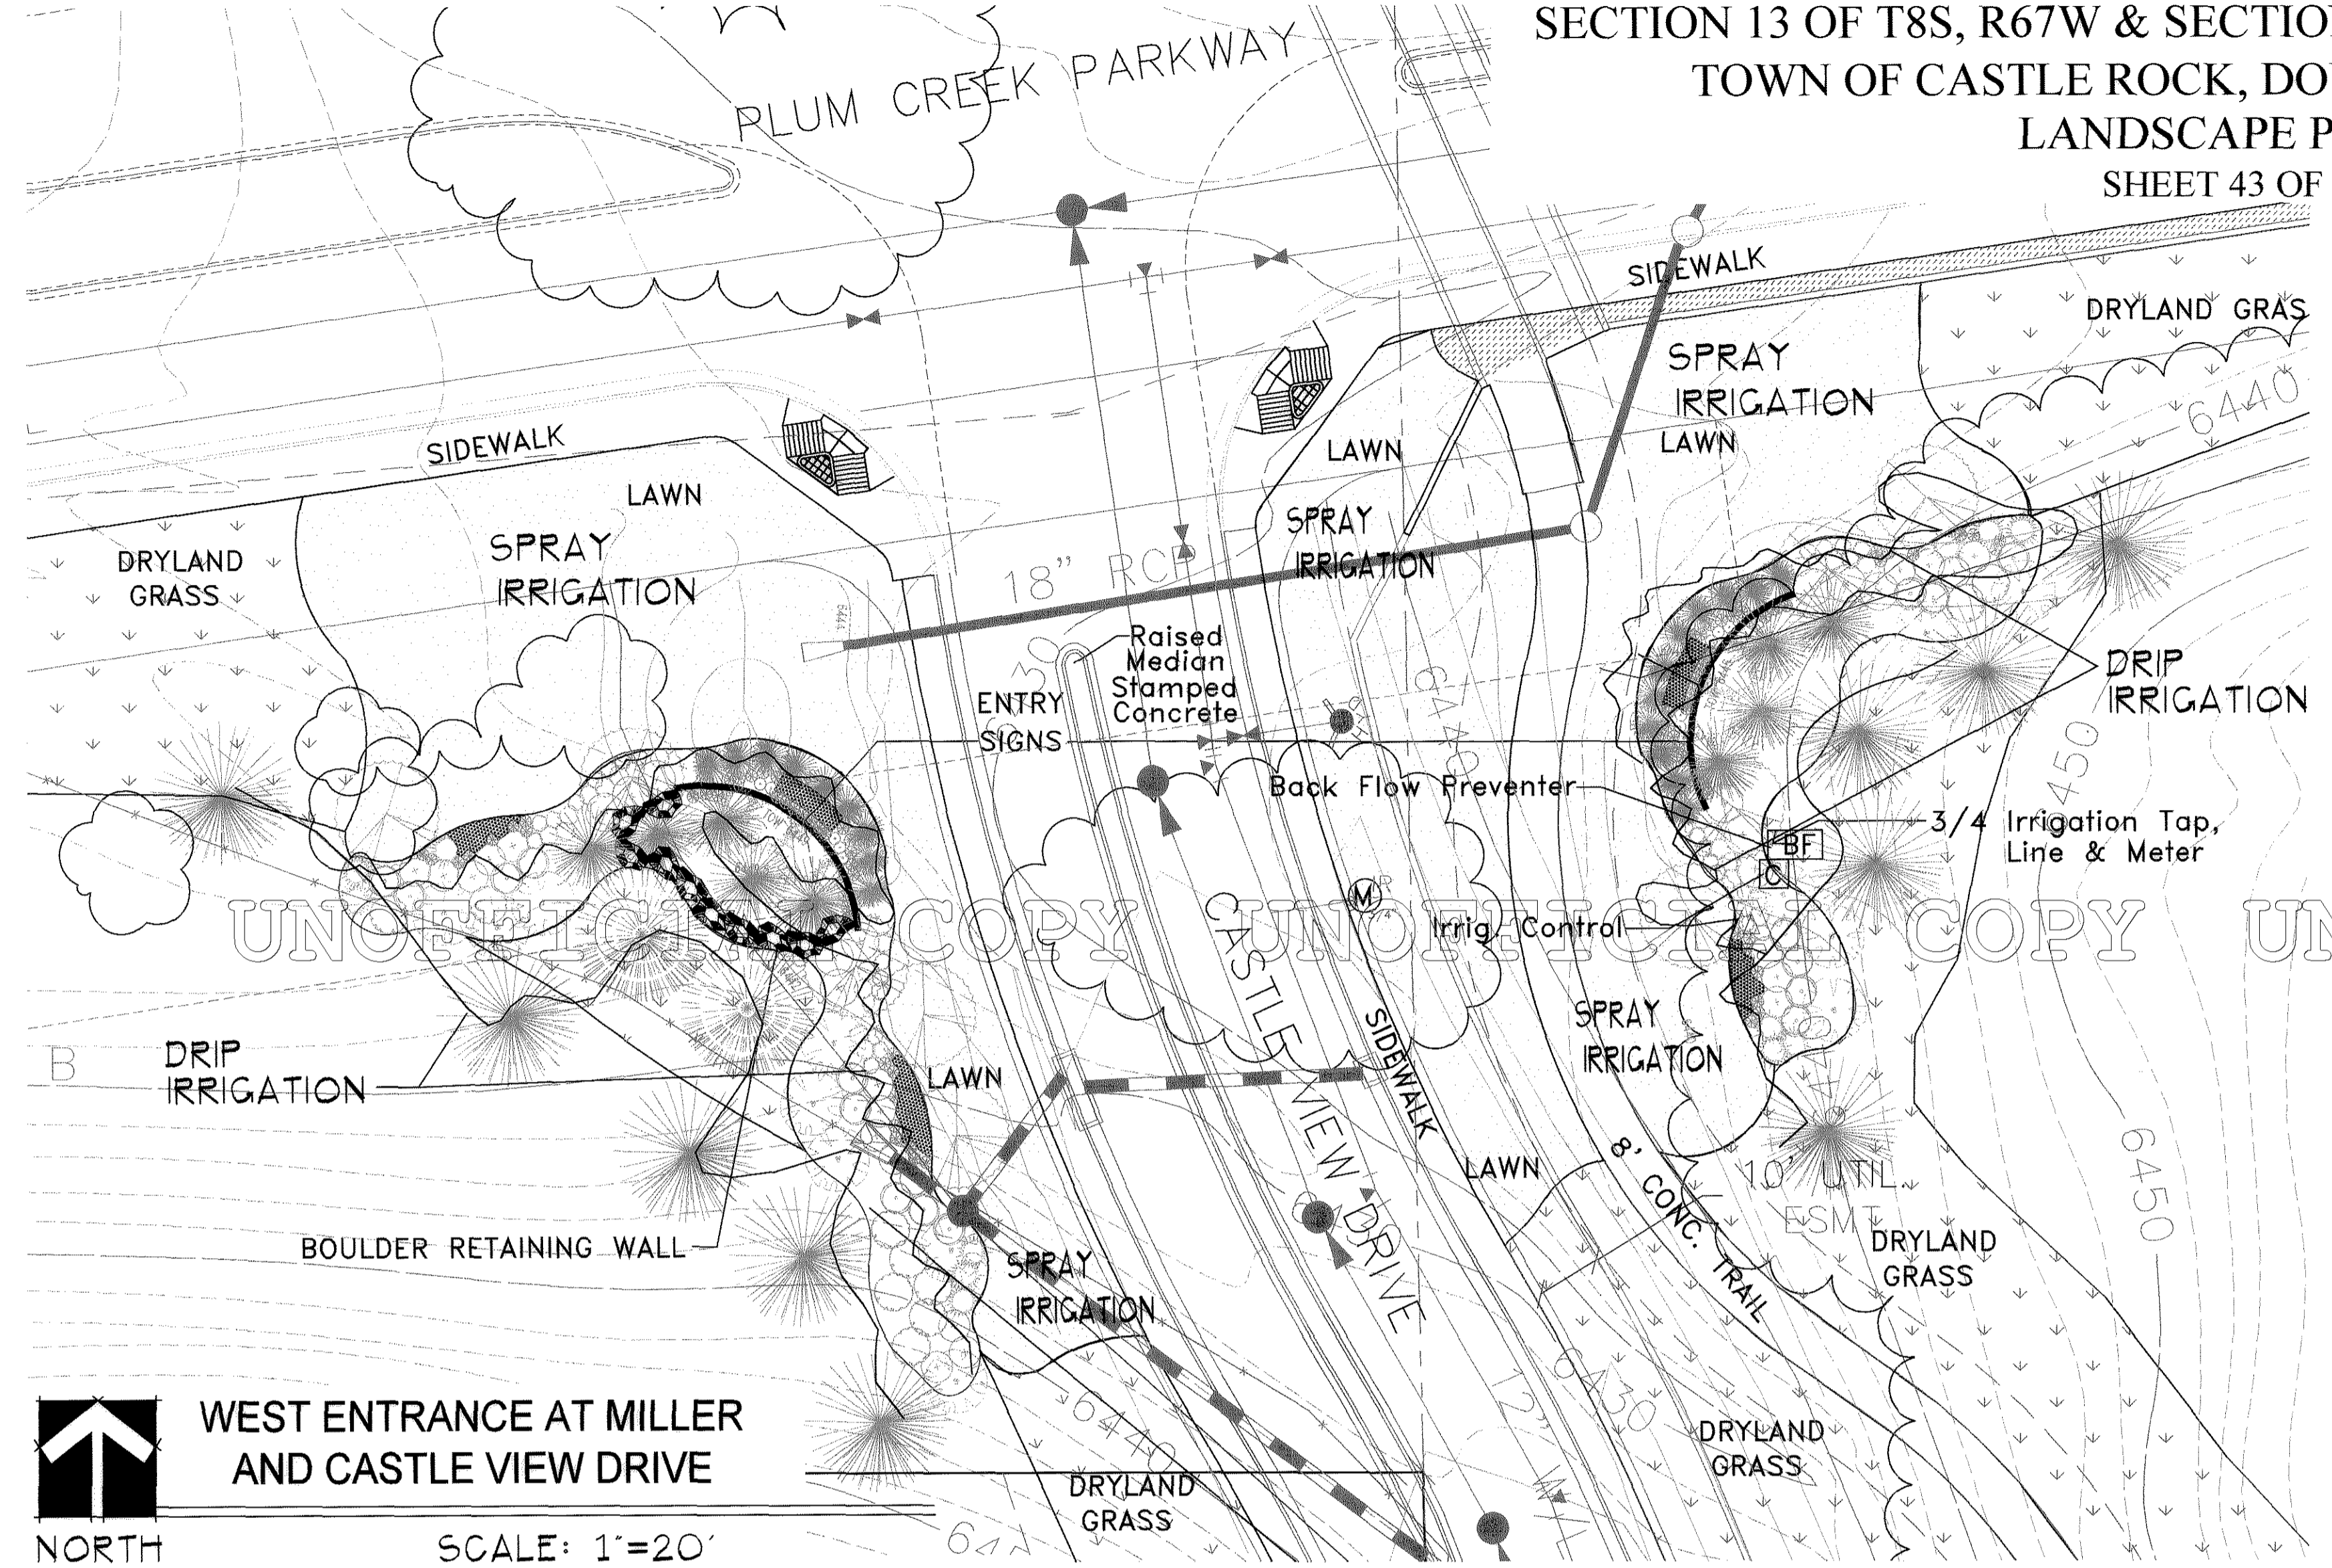 SECTION 13 OF T8S, R67W & SECTIO
TOWN OF CASTLE ROCK, DO
LANDSCAPE P
SHEET 43 OF
PLUM CREEK PARKWAY
SIDEWALK
DRYLAND GRAS
SPRAY
IRRIGATION
LAWN
6440
SIDEWALK
LAWN
LAWN
SPRAY
IRRIGATION
SPRAY
IRRIGATION
DRYLAND
GRASS
18" RCP
Raised
Median
Stamped
Concrete
30
ENTRY
SIGNS
6440
DRIP
IRRIGATION
6450
Back Flow Preventer
3/4 Irrigation Tap,
Line & Meter
BF
C
M
Irrig. Control
UNOFFICIAL COPY UNOFFICIAL COPY UN
CASTLE VIEW DRIVE
SIDEWALK
SPRAY
IRRIGATION
B
DRIP
IRRIGATION
LAWN
LAWN
8' CONC. TRAIL
10' UTIL.
ESMT.
6450
DRYLAND
GRASS
BOULDER RETAINING WALL
SPRAY
IRRIGATION
6430
6440
12"
DRYLAND
GRASS
DRYLAND
GRASS
WEST ENTRANCE AT MILLER
AND CASTLE VIEW DRIVE
NORTH
SCALE: 1"=20'